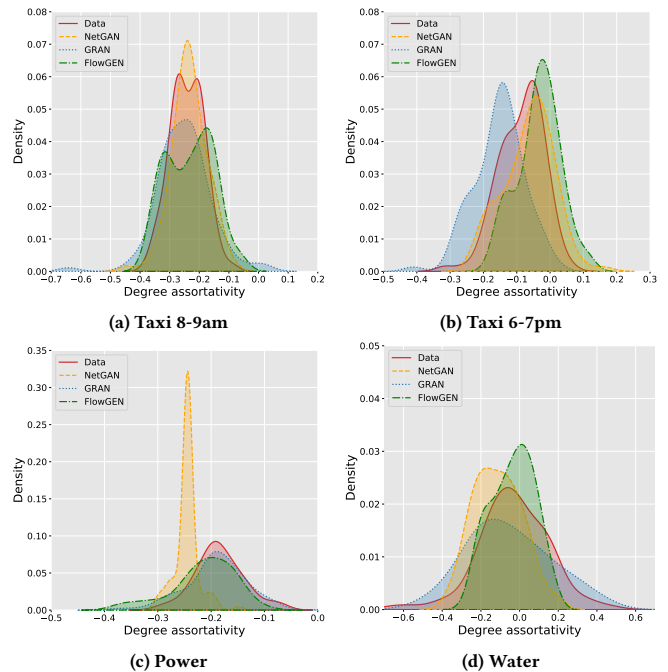 0.08
0.07
0.06
0.05
0.04
0.03
0.02
0.01
0.00
Density
Data
NetGAN
GRAN
FlowGEN
−0.7 −0.6 −0.5 −0.4 −0.3 −0.2 −0.1 0.0 0.1 0.2
Degree assortativity
(a) Taxi 8-9am
0.08
0.07
0.06
0.05
0.04
0.03
0.02
0.01
0.00
Density
Data
NetGAN
GRAN
FlowGEN
−0.5 −0.4 −0.3 −0.2 −0.1 0.0 0.1 0.2 0.3
Degree assortativity
(b) Taxi 6-7pm
0.35
0.30
0.25
0.20
0.15
0.10
0.05
0.00
Density
Data
NetGAN
GRAN
FlowGEN
−0.5 −0.4 −0.3 −0.2 −0.1 0.0
Degree assortativity
(c) Power
0.05
0.04
0.03
0.02
0.01
0.00
Density
Data
NetGAN
GRAN
FlowGEN
−0.6 −0.4 −0.2 0.0 0.2 0.4 0.6
Degree assortativity
(d) Water